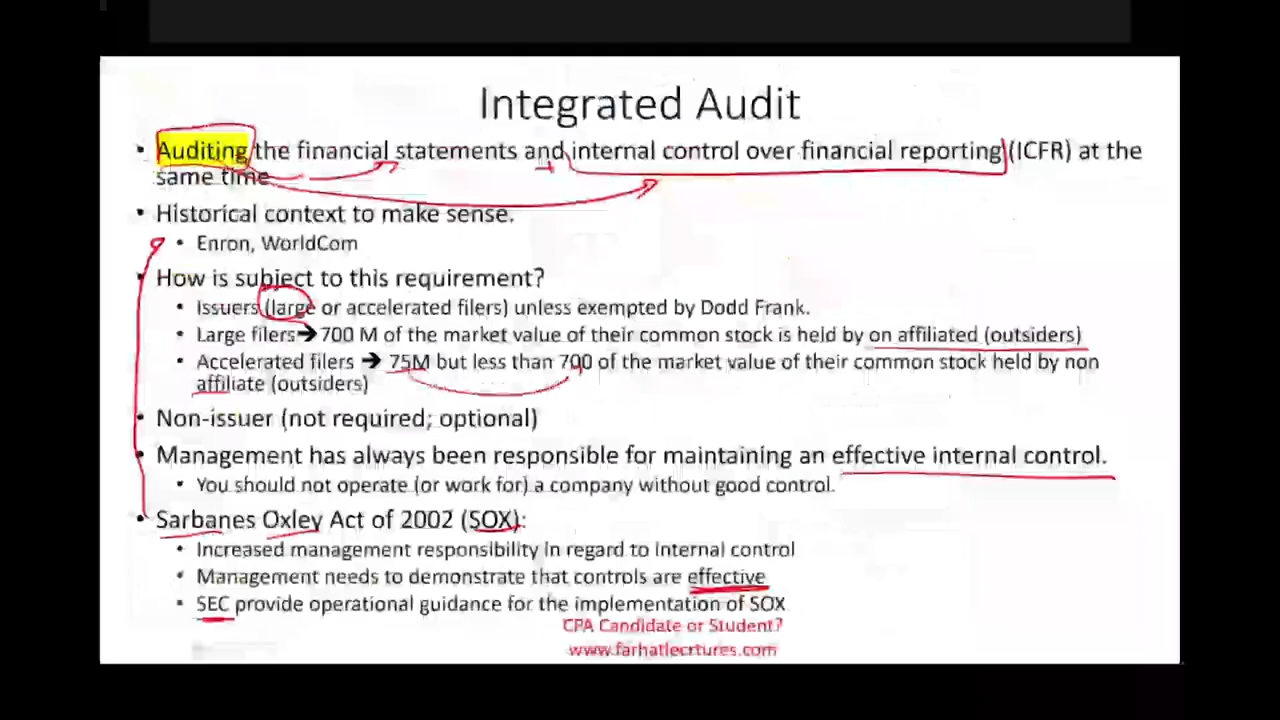 Integrated Audit
• Auditing the financial statements and internal control over financial reporting (ICFR) at the
same time
• Historical context to make sense.
• Enron, WorldCom
• How is subject to this requirement?
• Issuers (large or accelerated filers) unless exempted by Dodd Frank.
• Large filers➔700 M of the market value of their common stock is held by on affiliated (outsiders)
• Accelerated filers ➔ 75M but less than 700 of the market value of their common stock held by non
affiliate (outsiders)
• Non-issuer (not required; optional)
• Management has always been responsible for maintaining an effective internal control.
• You should not operate (or work for) a company without good control.
• Sarbanes Oxley Act of 2002 (SOX):
• Increased management responsibility in regard to internal control
• Management needs to demonstrate that controls are effective
• SEC provide operational guidance for the implementation of SOX
CPA Candidate or Student?
www.farhatlecrtures.com